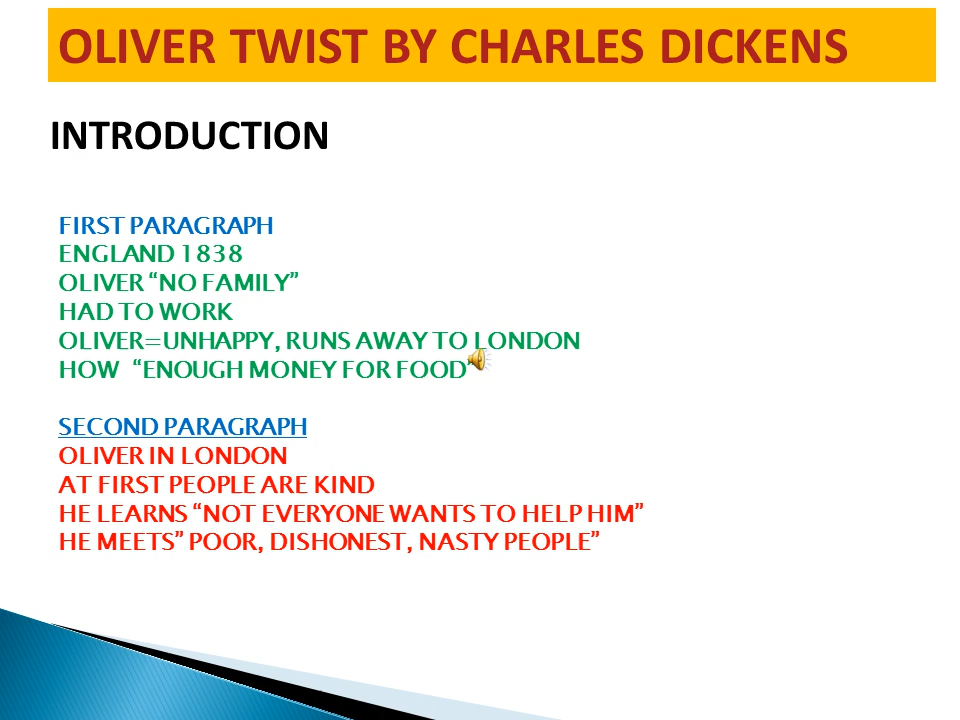 OLIVER TWIST BY CHARLES DICKENS
INTRODUCTION
FIRST PARAGRAPH
ENGLAND 1838
OLIVER “NO FAMILY”
HAD TO WORK
OLIVER=UNHAPPY, RUNS AWAY TO LONDON
HOW “ENOUGH MONEY FOR FOOD”
SECOND PARAGRAPH
OLIVER IN LONDON
AT FIRST PEOPLE ARE KIND
HE LEARNS “NOT EVERYONE WANTS TO HELP HIM”
HE MEETS” POOR, DISHONEST, NASTY PEOPLE”